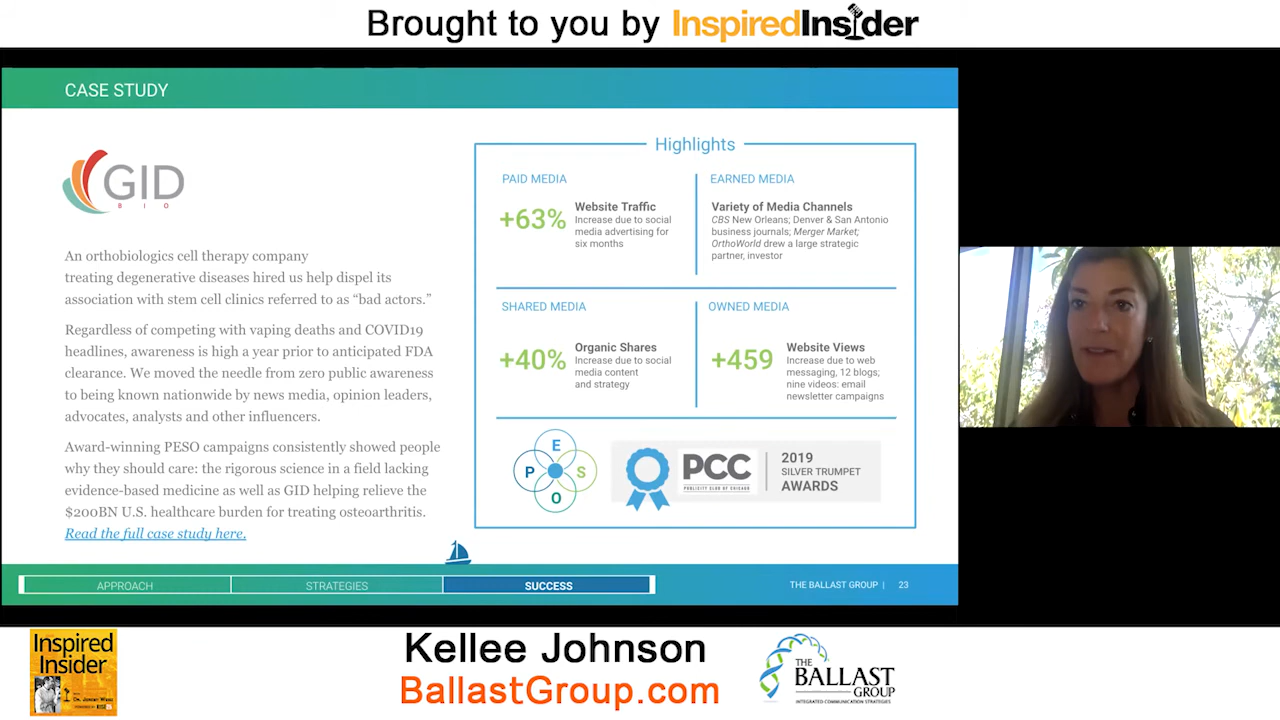 Brought to you by InspiredInsider
CASE STUDY
GID
BIO
An orthobiologics cell therapy company
treating degenerative diseases hired us help dispel its
association with stem cell clinics referred to as “bad actors.”
Regardless of competing with vaping deaths and COVID19
headlines, awareness is high a year prior to anticipated FDA
clearance. We moved the needle from zero public awareness
to being known nationwide by news media, opinion leaders,
advocates, analysts and other influencers.
Award-winning PESO campaigns consistently showed people
why they should care: the rigorous science in a field lacking
evidence-based medicine as well as GID helping relieve the
$200BN U.S. healthcare burden for treating osteoarthritis.
Read the full case study here.
Highlights
PAID MEDIA
+63%
Website Traffic
Increase due to social
media advertising for
six months
EARNED MEDIA
Variety of Media Channels
CBS New Orleans; Denver & San Antonio
business journals; Merger Market;
OrthoWorld drew a large strategic
partner, investor
SHARED MEDIA
+40%
Organic Shares
Increase due to social
media content
and strategy
OWNED MEDIA
+459
Website Views
Increase due to web
messaging, 12 blogs;
nine videos: email
newsletter campaigns
P E S O
PCC
PUBLICITY CLUB OF CHICAGO
2019
SILVER TRUMPET
AWARDS
APPROACH
STRATEGIES
SUCCESS
THE BALLAST GROUP | 23
Inspired
Insider
Kellee Johnson
BallastGroup.com
THE
BALLAST
GROUP
INTEGRATED COMMUNICATION STRATEGIES